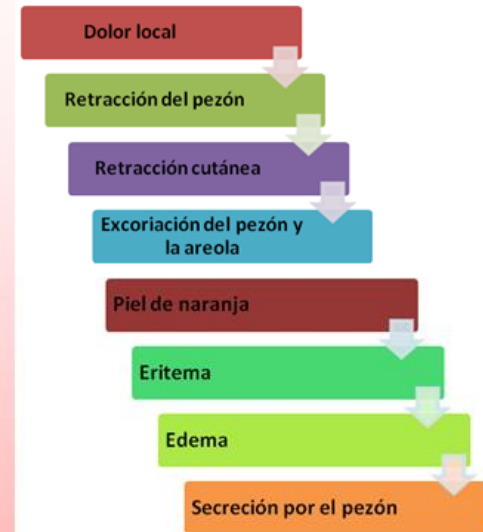 Dolor local
Retracción del pezón
Retracción cutánea
Excoriación del pezón y
la areola
Piel de naranja
Eritema
Edema
Secreción por el pezón